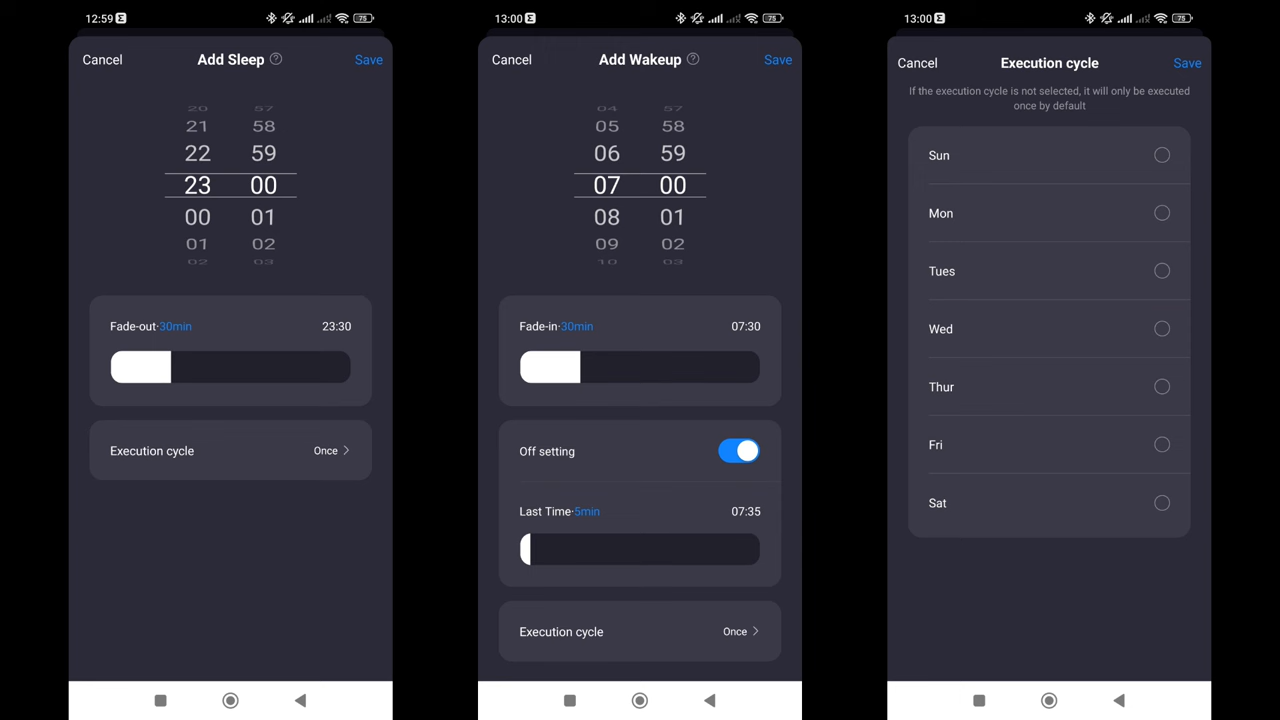 12:59
75
Cancel
Add Sleep
?
Save
20 57
21 58
22 59
23 00
00 01
01 02
02 03
Fade-out·30min
23:30
Execution cycle
Once
13:00
75
Cancel
Add Wakeup
?
Save
04 57
05 58
06 59
07 00
08 01
09 02
10 03
Fade-in·30min
07:30
Off setting
Last Time·5min
07:35
Execution cycle
Once
13:00
75
Cancel
Execution cycle
Save
If the execution cycle is not selected, it will only be executed
once by default
Sun
Mon
Tues
Wed
Thur
Fri
Sat